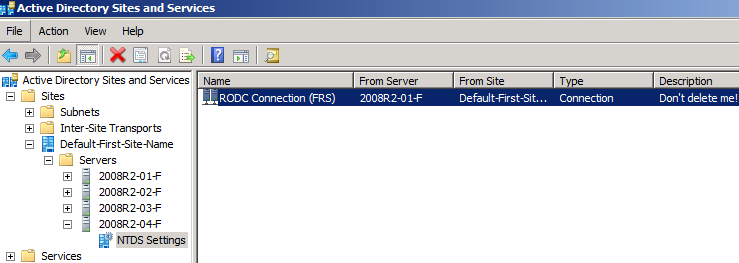 Active Directory Sites and Services
File Action View Help
Active Directory Sites and Services
Sites
Subnets
Inter-Site Transports
Default-First-Site-Name
Servers
2008R2-01-F
2008R2-02-F
2008R2-03-F
2008R2-04-F
NTDS Settings
Services
Name From Server From Site Type Description
RODC Connection (FRS) 2008R2-01-F Default-First-Sit... Connection Don't delete me!